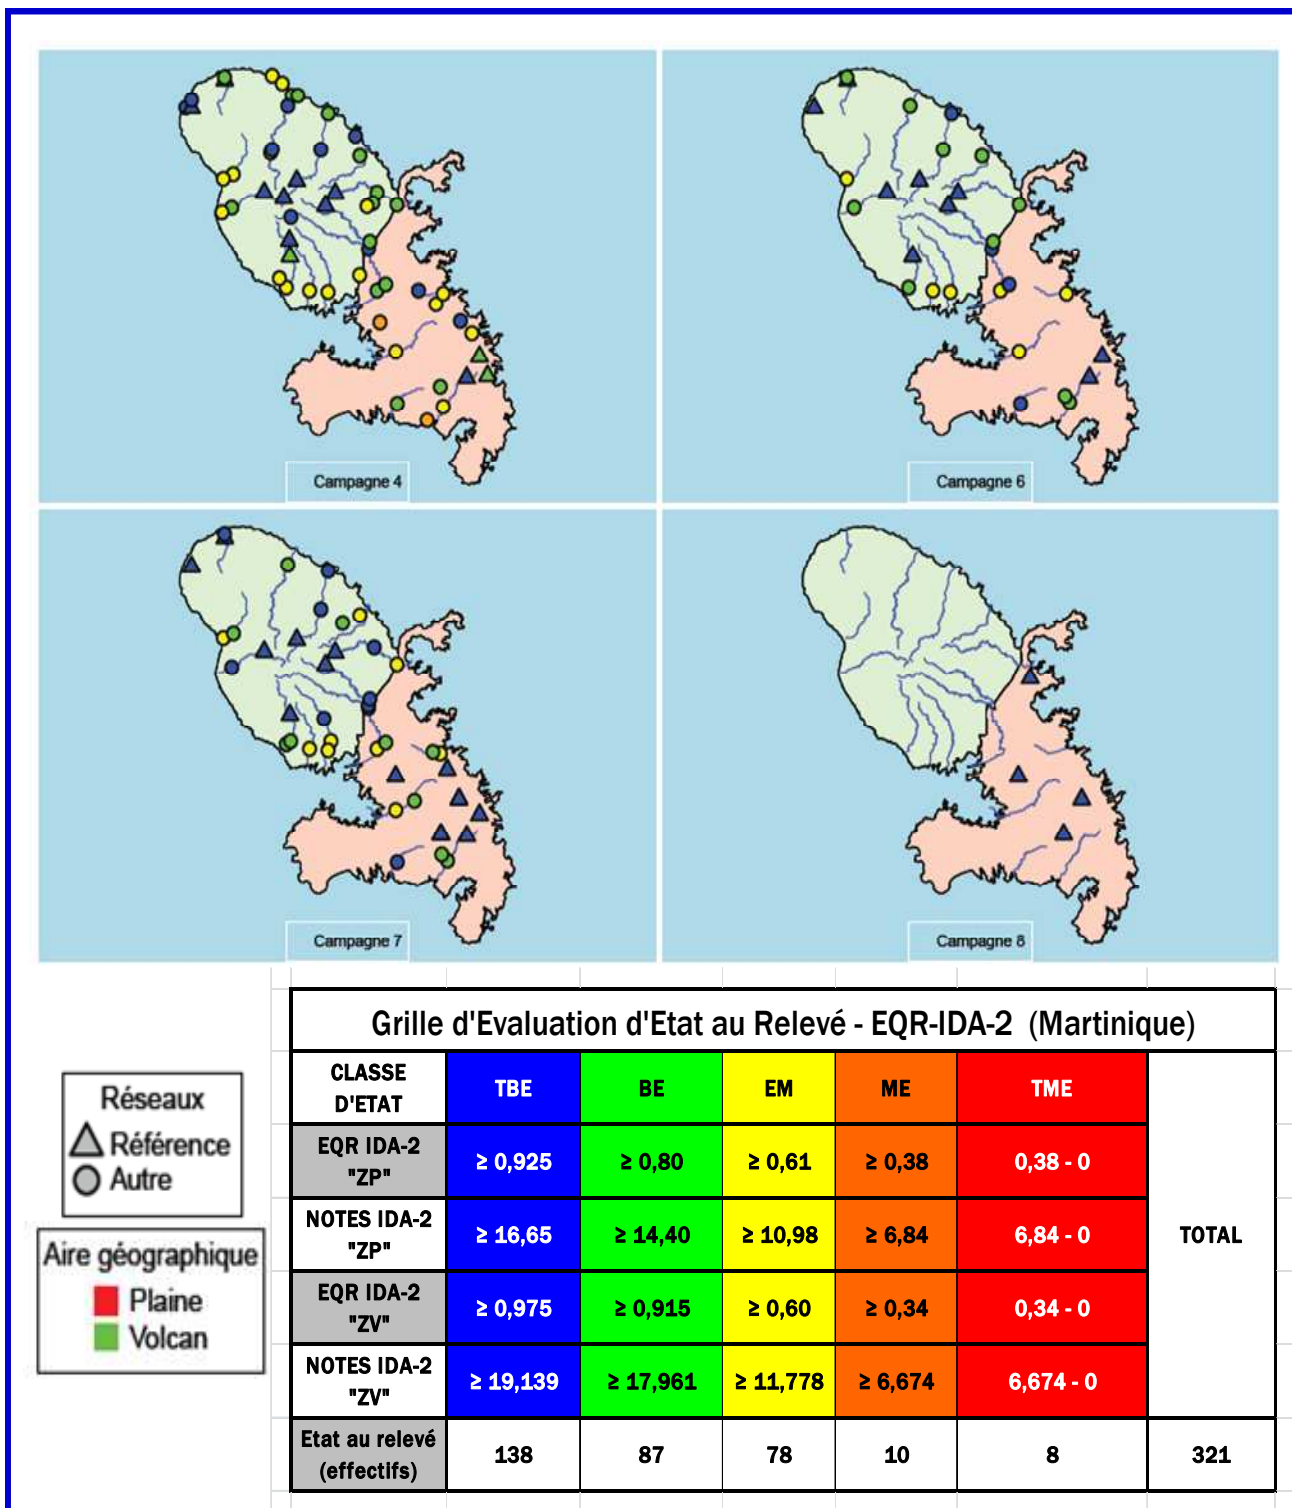 Campagne 4
Campagne 6
Campagne 7
Campagne 8
Réseaux
Référence
Autre
Aire géographique
Plaine
Volcan
Grille d'Evaluation d'Etat au Relevé - EQR-IDA-2 (Martinique)
CLASSE D'ETAT TBE BE EM ME TME TOTAL
EQR IDA-2 "ZP" ≥ 0,925 ≥ 0,80 ≥ 0,61 ≥ 0,38 0,38 - 0
NOTES IDA-2 "ZP" ≥ 16,65 ≥ 14,40 ≥ 10,98 ≥ 6,84 6,84 - 0
EQR IDA-2 "ZV" ≥ 0,975 ≥ 0,915 ≥ 0,60 ≥ 0,34 0,34 - 0
NOTES IDA-2 "ZV" ≥ 19,139 ≥ 17,961 ≥ 11,778 ≥ 6,674 6,674 - 0
Etat au relevé (effectifs) 138 87 78 10 8 321